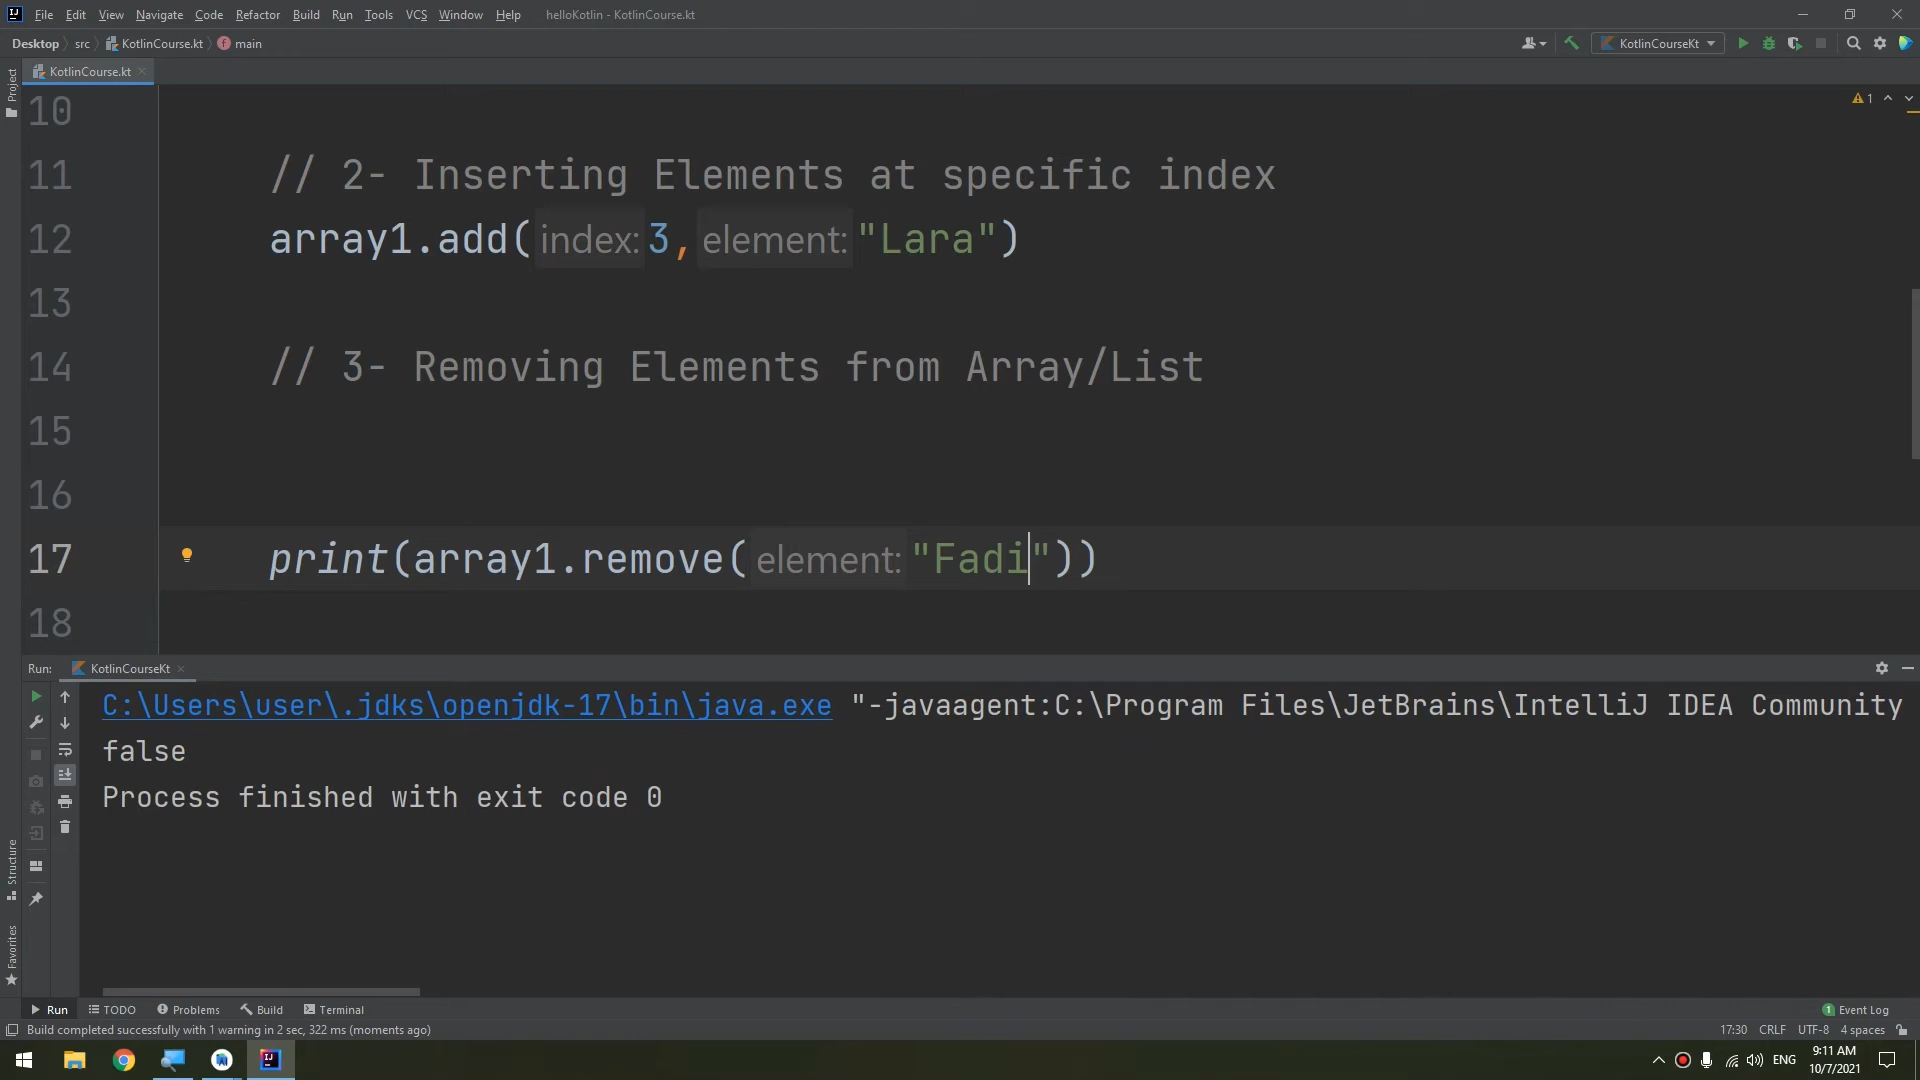 File Edit View Navigate Code Refactor Build Run Tools VCS Window Help helloKotlin - KotlinCourse.kt
Desktop src KotlinCourse.kt main KotlinCourseKt
KotlinCourse.kt
Project
1
10
11 // 2- Inserting Elements at specific index
12 array1.add( index: 3, element: "Lara")
13
14 // 3- Removing Elements from Array/List
15
16
17 print(array1.remove( element: "Fadi"))
18
Run: KotlinCourseKt
C:\Users\user\.jdks\openjdk-17\bin\java.exe "-javaagent:C:\Program Files\JetBrains\IntelliJ IDEA Community
false
Process finished with exit code 0
Structure
Favorites
Run TODO Problems Build Terminal 1 Event Log
Build completed successfully with 1 warning in 2 sec, 322 ms (moments ago) 17:30 CRLF UTF-8 4 spaces
ENG 9:11 AM
10/7/2021